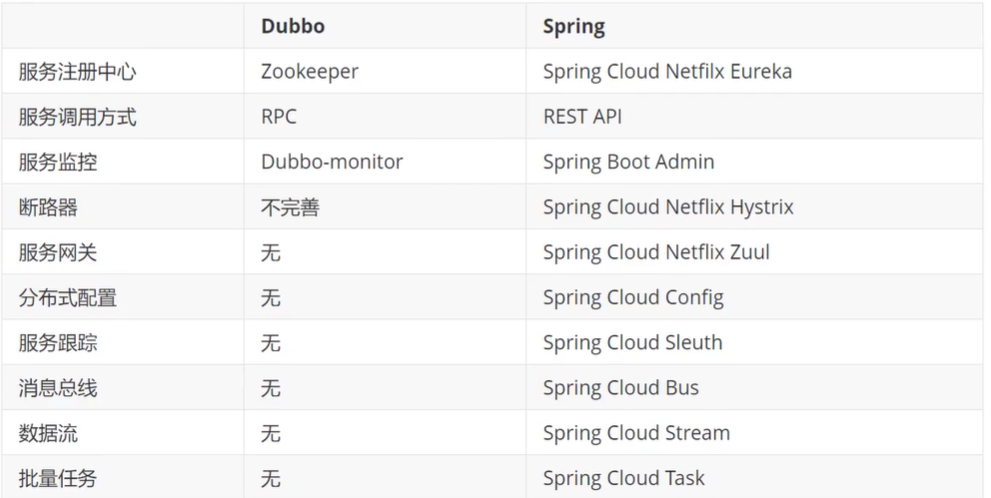 Dubbo Spring
服务注册中心 Zookeeper Spring Cloud Netfilx Eureka
服务调用方式 RPC REST API
服务监控 Dubbo-monitor Spring Boot Admin
断路器 不完善 Spring Cloud Netflix Hystrix
服务网关 无 Spring Cloud Netflix Zuul
分布式配置 无 Spring Cloud Config
服务跟踪 无 Spring Cloud Sleuth
消息总线 无 Spring Cloud Bus
数据流 无 Spring Cloud Stream
批量任务 无 Spring Cloud Task